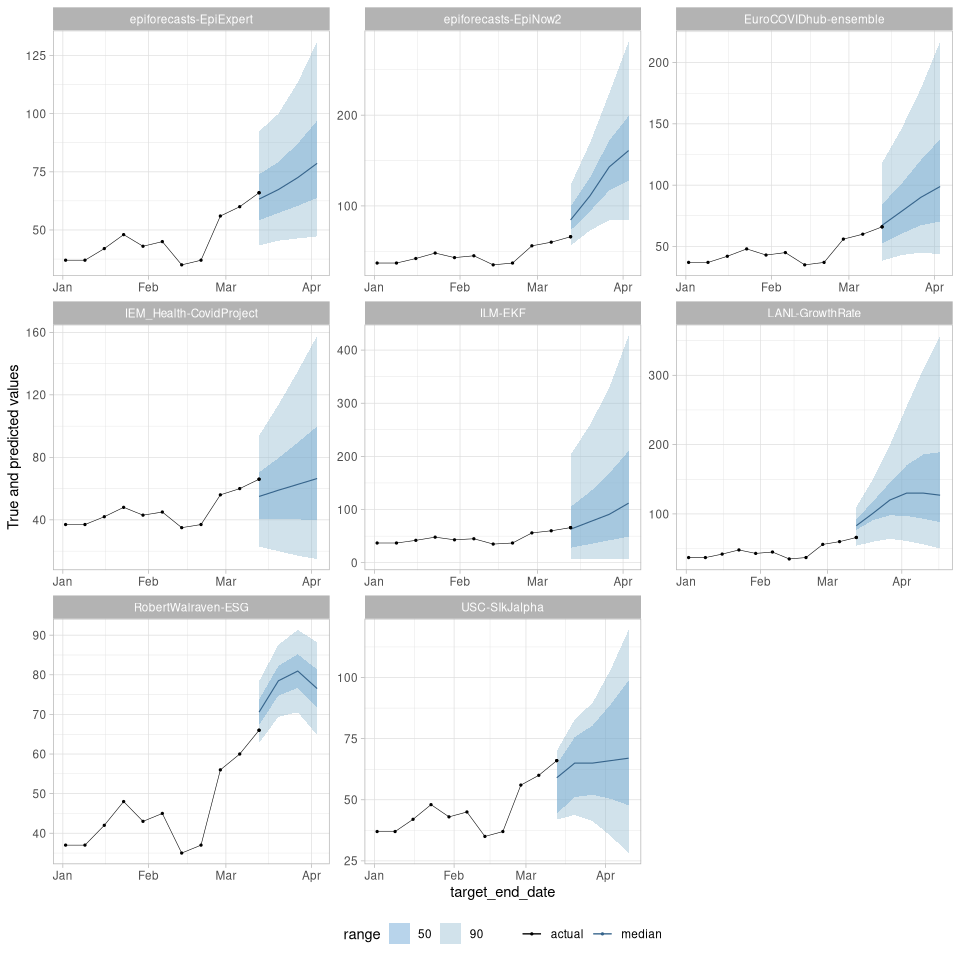 epiforecasts-EpiExpert
epiforecasts-EpiNow2
EuroCOVIDhub-ensemble
125
100
75
50
Jan Feb Mar Apr
200
100
Jan Feb Mar Apr
200
150
100
50
Jan Feb Mar Apr
IEM_Health-CovidProject
ILM-EKF
LANL-GrowthRate
True and predicted values
160
120
80
40
Jan Feb Mar Apr
400
300
200
100
0
Jan Feb Mar Apr
300
200
100
Jan Feb Mar Apr
RobertWalraven-ESG
USC-SIkJalpha
90
80
70
60
50
40
Jan Feb Mar Apr
100
75
50
25
Jan Feb Mar Apr
target_end_date
range 50 90 actual median